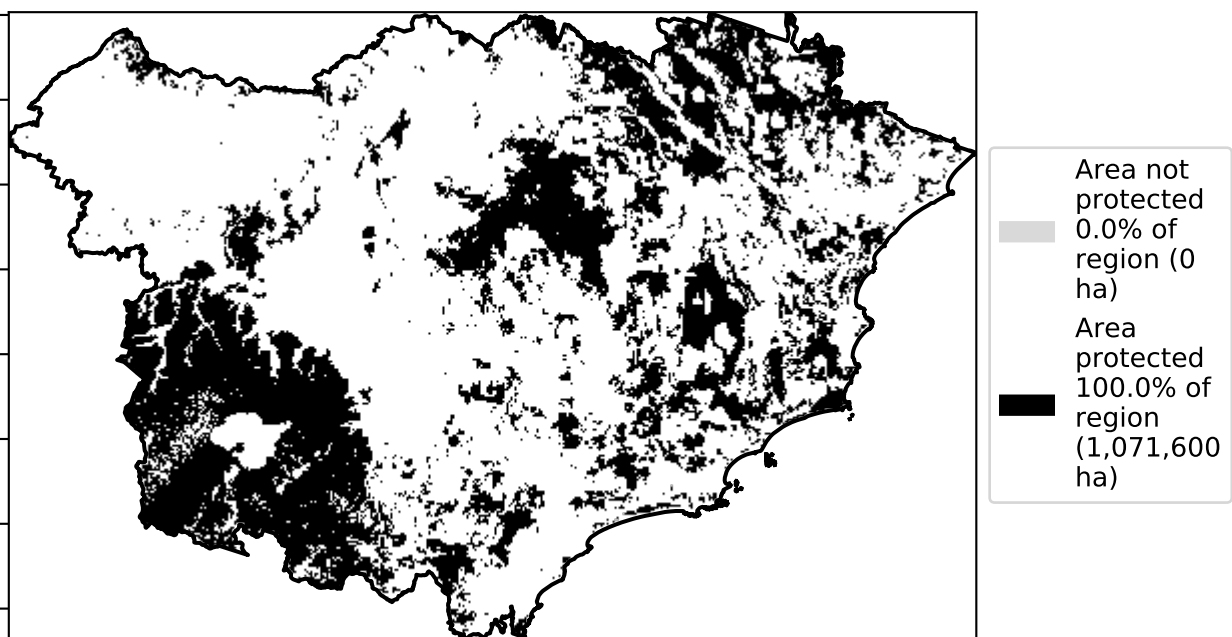 Area not
protected
0.0% of
region (0
ha)
Area
protected
100.0% of
region
(1,071,600
ha)